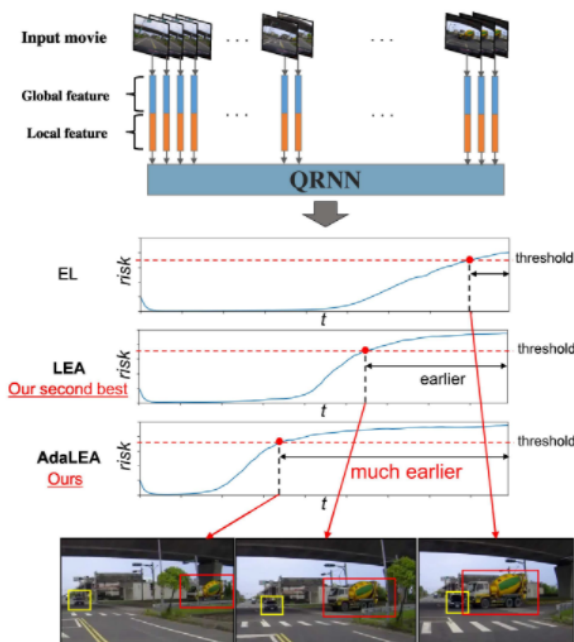 Input movie
Global feature
Local feature
QRNN
EL
risk
threshold
t
LEA
Our second best
risk
threshold
earlier
t
AdaLEA
Ours
risk
threshold
much earlier
t